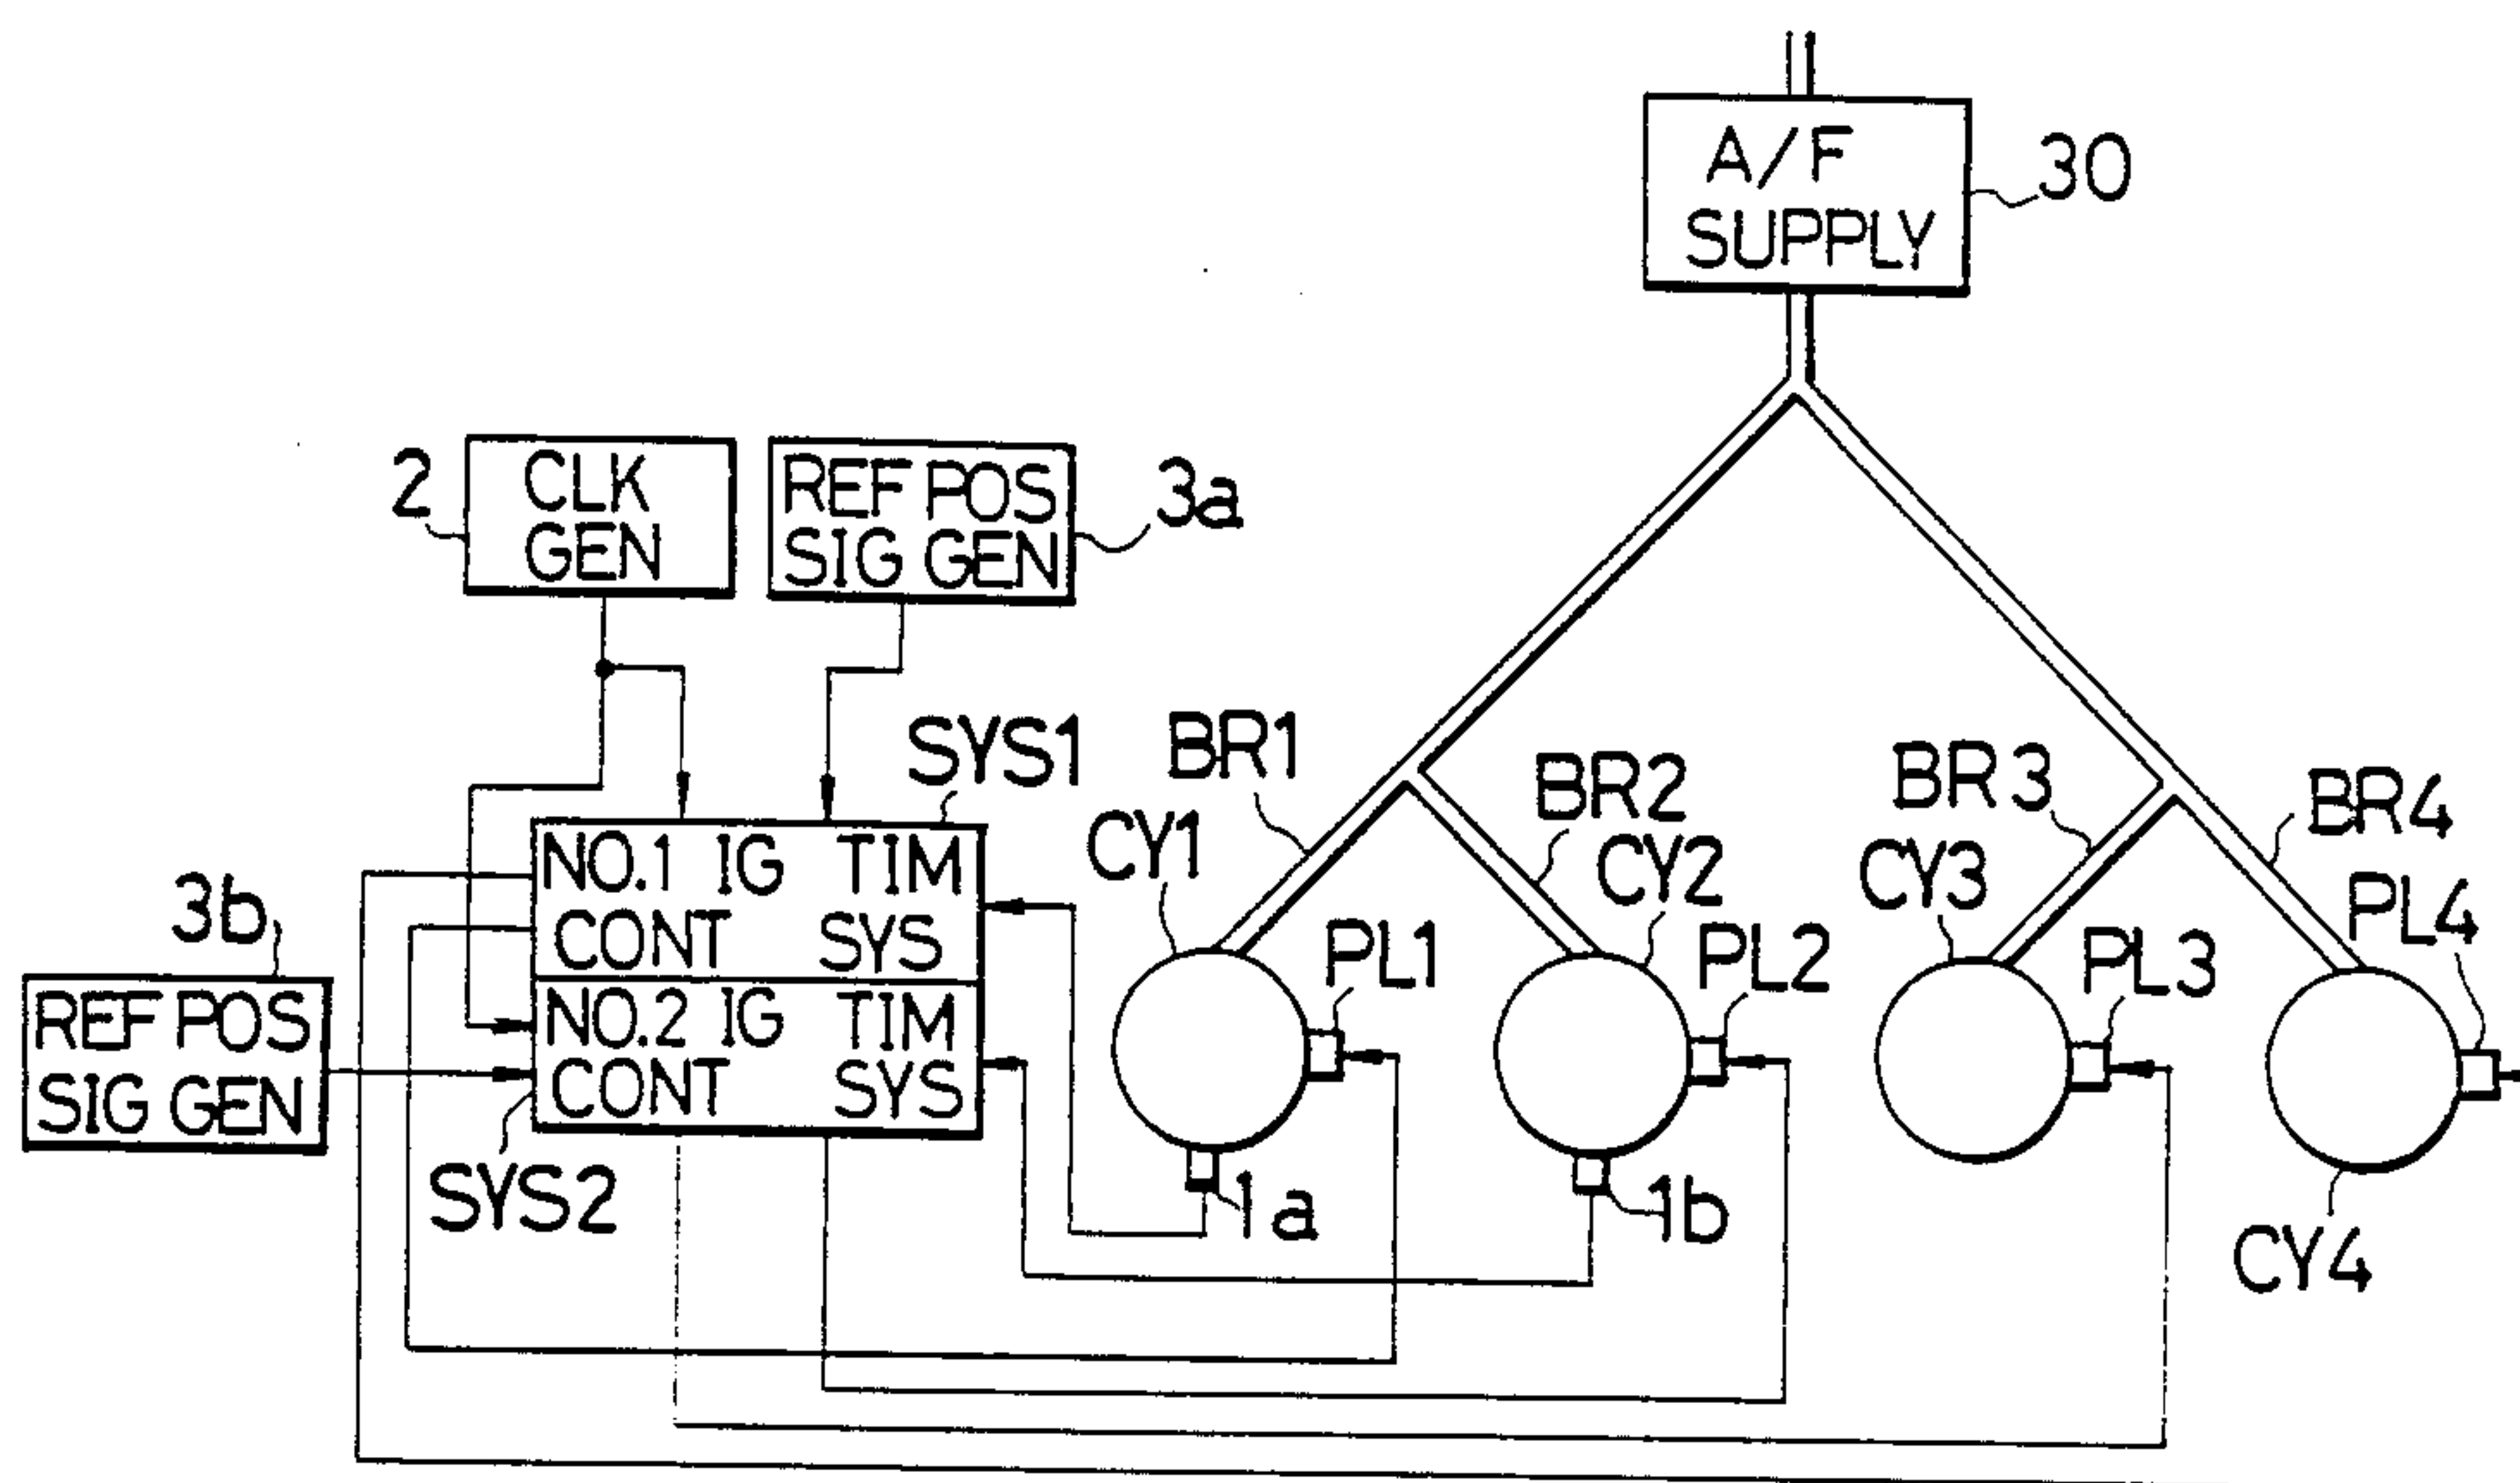 A/F
SUPPLY
30
2
CLK
GEN
REF POS
SIG GEN
3a
SYS1
BR1
BR2
BR3
BR4
CY1
CY2
CY3
PL4
NO.1 IG TIM
CONT SYS
3b
PL1
PL2
PL3
REF POS
SIG GEN
NO.2 IG TIM
CONT SYS
SYS2
1a
1b
CY4